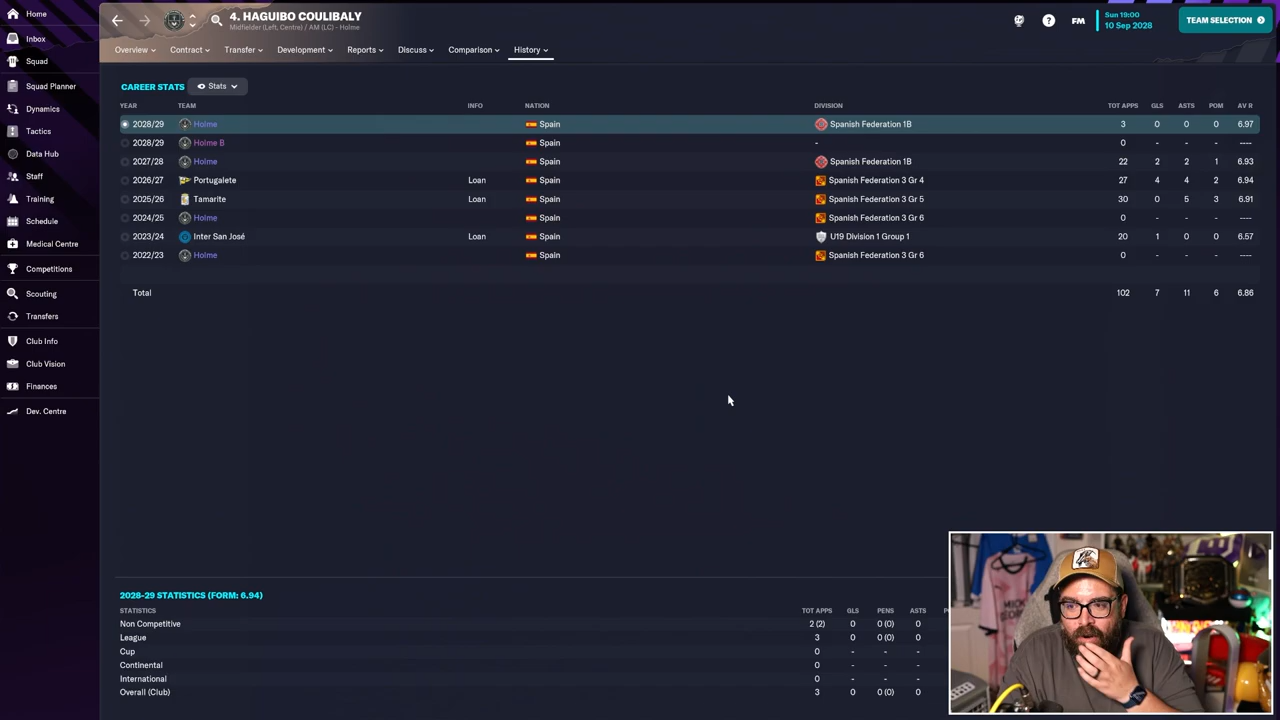 Home
Inbox
Squad
Squad Planner
Dynamics
Tactics
Data Hub
Staff
Training
Schedule
Medical Centre
Competitions
Scouting
Transfers
Club Info
Club Vision
Finances
Dev. Centre
4. HAGUIBO COULIBALY
Midfielder (Left, Centre) / AM (LC) - Holme
FM
Sun 19:00
10 Sep 2028
TEAM SELECTION
Overview Contract Transfer Development Reports Discuss Comparison History
CAREER STATS Stats
YEAR TEAM INFO NATION DIVISION TOT APPS GLS ASTS POM AV R
2028/29 Holme Spain Spanish Federation 1B 3 0 0 0 6.97
2028/29 Holme B Spain - 0 - - - ----
2027/28 Holme Spain Spanish Federation 1B 22 2 2 1 6.93
2026/27 Portugalete Loan Spain Spanish Federation 3 Gr 4 27 4 4 2 6.94
2025/26 Tamarite Loan Spain Spanish Federation 3 Gr 5 30 0 5 3 6.91
2024/25 Holme Spain Spanish Federation 3 Gr 6 0 - - - ----
2023/24 Inter San José Loan Spain U19 Division 1 Group 1 20 1 0 0 6.57
2022/23 Holme Spain Spanish Federation 3 Gr 6 0 - - - ----
Total 102 7 11 6 6.86
2028-29 STATISTICS (FORM: 6.94)
STATISTICS TOT APPS GLS PENS ASTS
Non Competitive 2 (2) 0 0 (0) 0
League 3 0 0 (0) 0
Cup 0 - - -
Continental 0 - - -
International 0 - - -
Overall (Club) 3 0 0 (0) 0